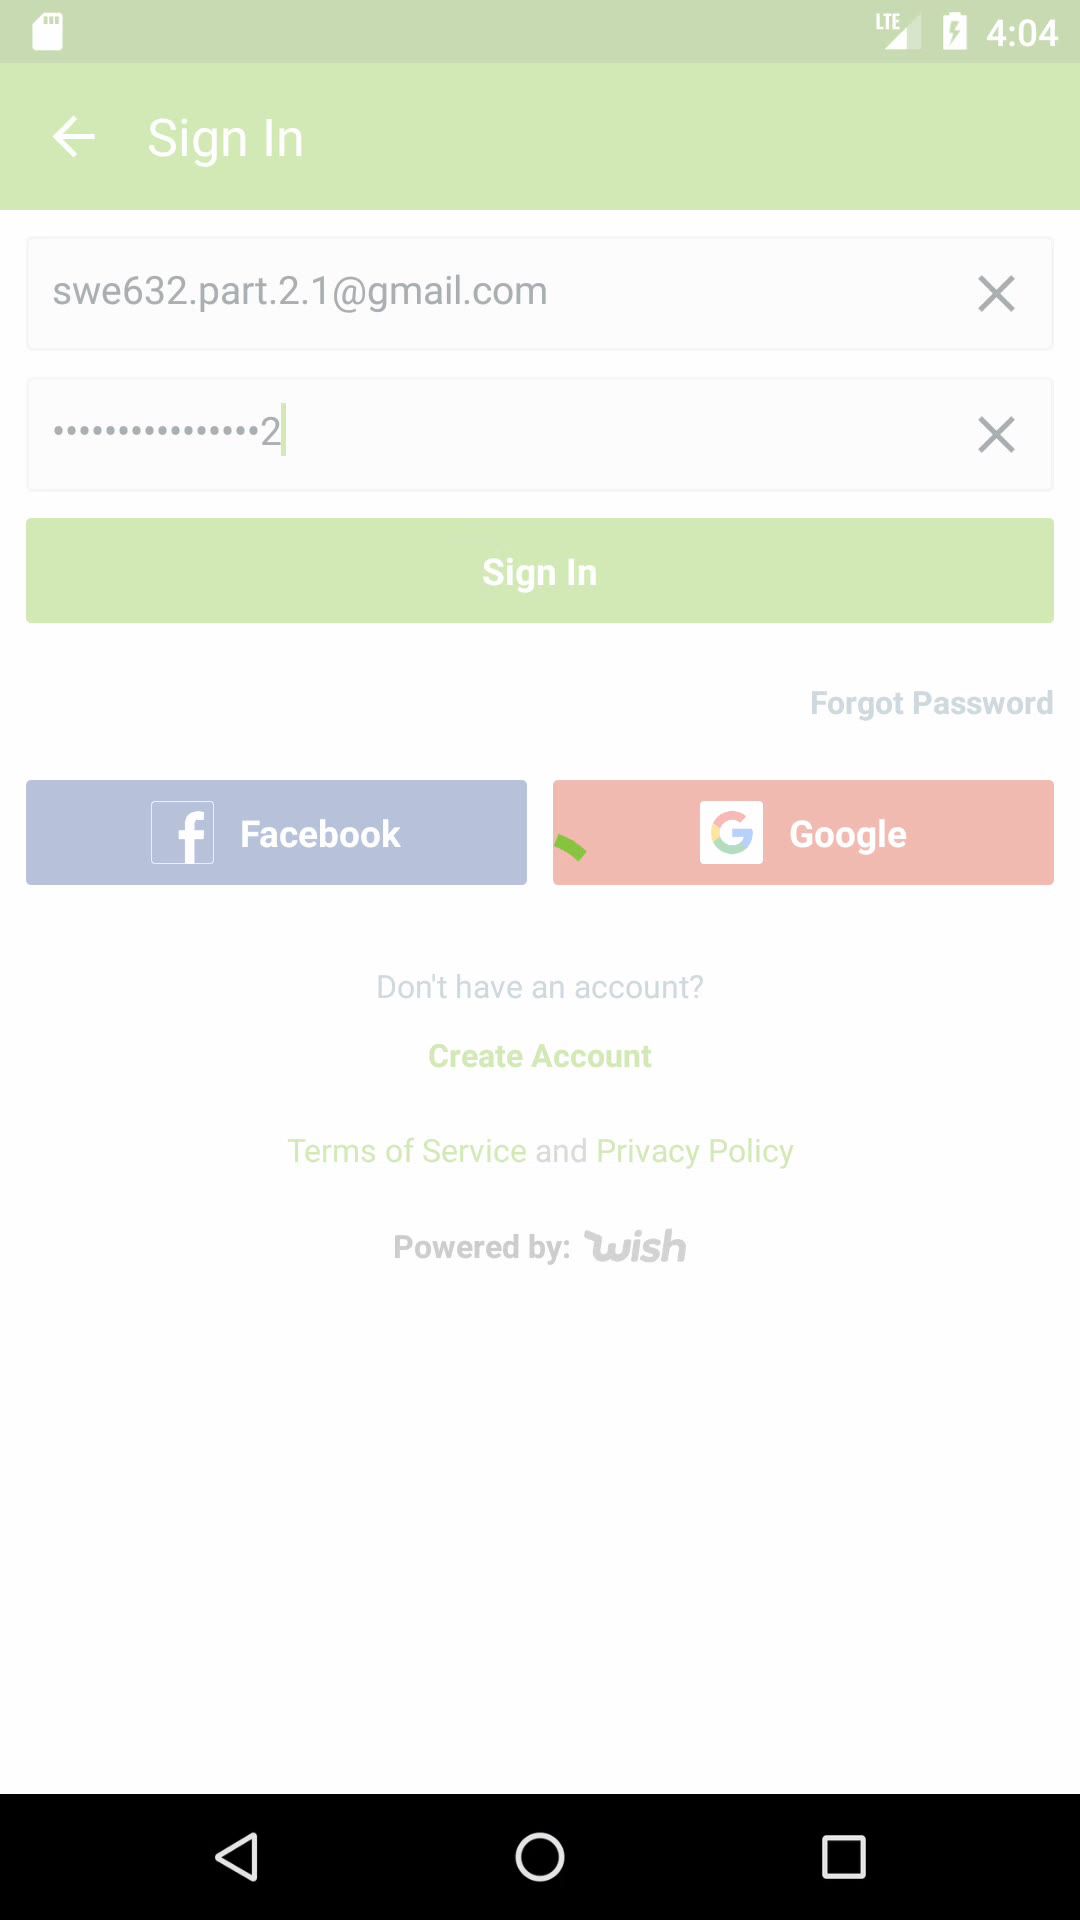 LTE 4:04
Sign In
swe632.part.2.1@gmail.com
••••••••••••••••2
Sign In
Forgot Password
Facebook Google
Don't have an account?
Create Account
Terms of Service and Privacy Policy
Powered by: wish